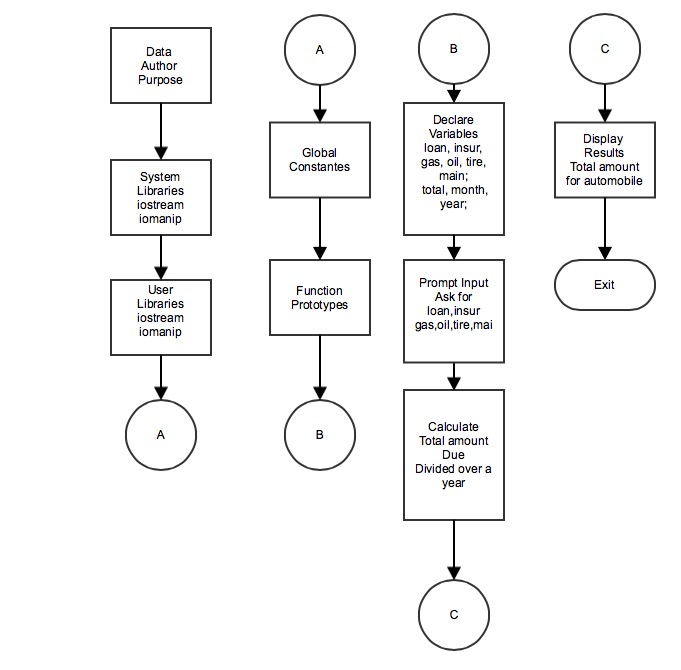 Data
Author
Purpose
System
Libraries
iostream
iomanip
User
Libraries
iostream
iomanip
A
A
Global
Constantes
Function
Prototypes
B
B
Declare
Variables
loan, insur,
gas, oil, tire,
main;
total, month,
year;
Prompt Input
Ask for
loan,insur
gas,oil,tire,mai
Calculate
Total amount
Due
Divided over a
year
C
C
Display
Results
Total amount
for automobile
Exit